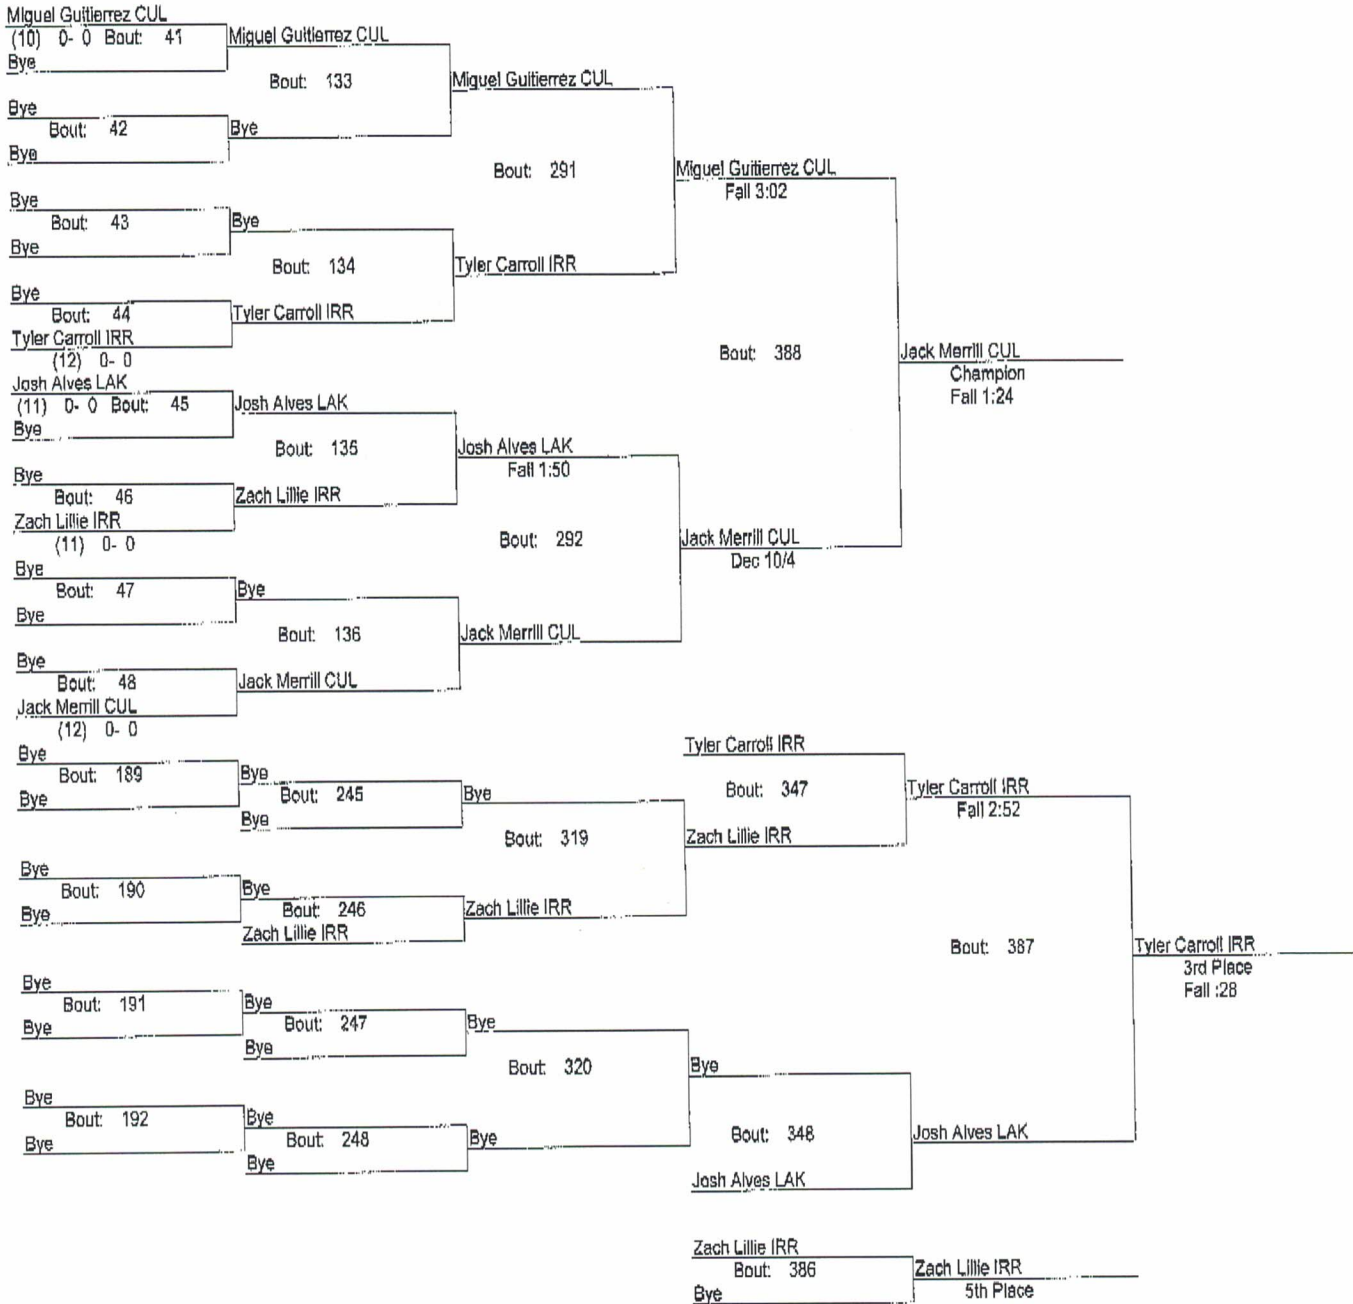 Miguel Guitierrez CUL
(10) 0- 0 Bout: 41
Bye
Miguel Guitierrez CUL
Bout: 133
Miguel Guitierrez CUL
Bye
Bout: 42
Bye
Bye
Bout: 291
Miguel Guitierrez CUL
Fall 3:02
Bye
Bout: 43
Bye
Bye
Bout: 134
Tyler Carroll IRR
Bye
Bout: 44
Tyler Carroll IRR
Tyler Carroll IRR
(12) 0- 0
Bout: 388
Jack Merrill CUL
Champion
Fall 1:24
Josh Alves LAK
(11) 0- 0 Bout: 45
Bye
Josh Alves LAK
Bout: 135
Josh Alves LAK
Fall 1:50
Bye
Bout: 46
Zach Lillie IRR
Zach Lillie IRR
(11) 0- 0
Bout: 292
Jack Merrill CUL
Dec 10/4
Bye
Bout: 47
Bye
Bye
Bout: 136
Jack Merrill CUL
Bye
Bout: 48
Jack Merrill CUL
Jack Merrill CUL
(12) 0- 0
Bye
Bout: 189
Bye
Bye
Bout: 245
Bye
Bye
Bout: 319
Tyler Carroll IRR
Bout: 347
Zach Lillie IRR
Tyler Carroll IRR
Fall 2:52
Bye
Bout: 190
Bye
Bye
Bout: 246
Zach Lillie IRR
Zach Lillie IRR
Bout: 387
Tyler Carroll IRR
3rd Place
Fall :28
Bye
Bout: 191
Bye
Bye
Bout: 247
Bye
Bye
Bout: 320
Bye
Bye
Bout: 192
Bye
Bye
Bout: 248
Bye
Bye
Bout: 348
Josh Alves LAK
Josh Alves LAK
Zach Lillie IRR
Bout: 386
Bye
Zach Lillie IRR
5th Place